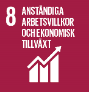 8 ANSTÄNDIGA
ARBETSVILLKOR
OCH EKONOMISK
TILLVÄXT